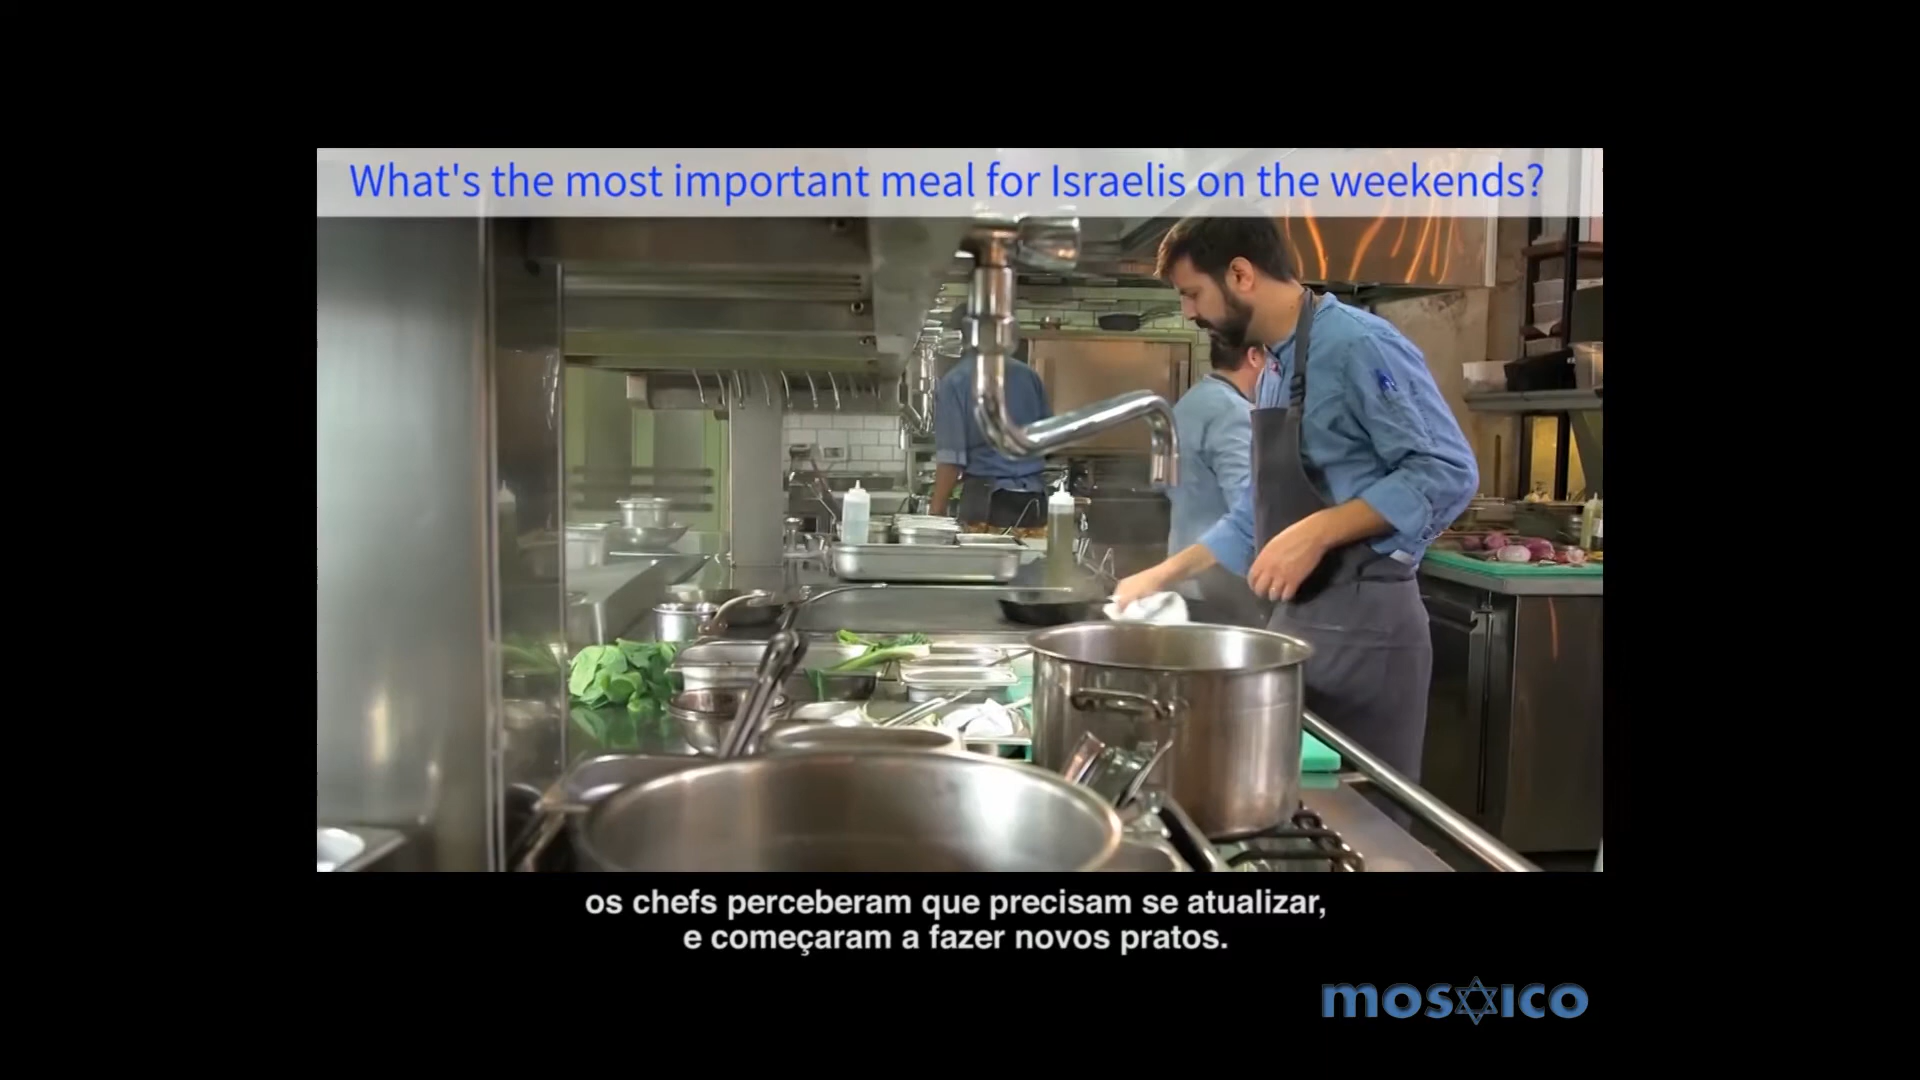 What's the most important meal for Israelis on the weekends?
os chefs perceberam que precisam se atualizar,
e começaram a fazer novos pratos.
mosaico